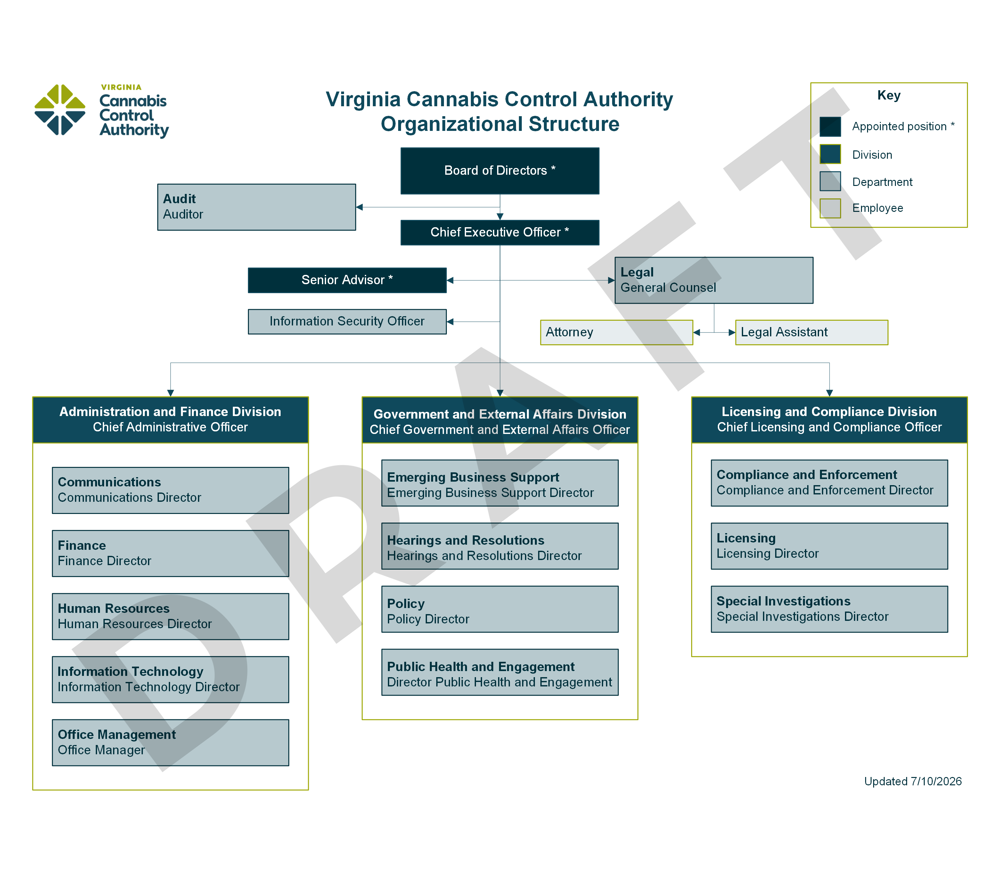 VIRGINIA
Cannabis
Control
Authority
Virginia Cannabis Control Authority
Organizational Structure
Key
Appointed position *
Division
Department
Employee
Board of Directors *
Audit
Auditor
Chief Executive Officer *
Senior Advisor *
Legal
General Counsel
Information Security Officer
Attorney
Legal Assistant
Administration and Finance Division
Chief Administrative Officer
Communications
Communications Director
Finance
Finance Director
Human Resources
Human Resources Director
Information Technology
Information Technology Director
Office Management
Office Manager
Government and External Affairs Division
Chief Government and External Affairs Officer
Emerging Business Support
Emerging Business Support Director
Hearings and Resolutions
Hearings and Resolutions Director
Policy
Policy Director
Public Health and Engagement
Director Public Health and Engagement
Licensing and Compliance Division
Chief Licensing and Compliance Officer
Compliance and Enforcement
Compliance and Enforcement Director
Licensing
Licensing Director
Special Investigations
Special Investigations Director
Updated 7/10/2026
DRAFT